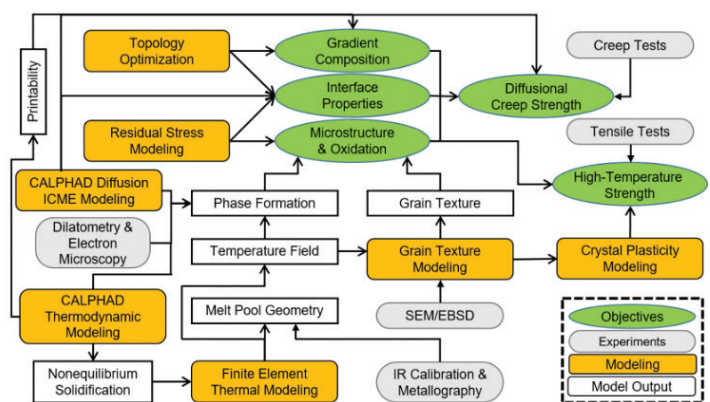 Printability
Topology
Optimization
Gradient
Composition
Creep Tests
Interface
Properties
Diffusional
Creep Strength
Residual Stress
Modeling
Microstructure
& Oxidation
Tensile Tests
CALPHAD Diffusion
ICME Modeling
Phase Formation
Grain Texture
High-Temperature
Strength
Dilatometry &
Electron
Microscopy
Temperature Field
Grain Texture
Modeling
Crystal Plasticity
Modeling
CALPHAD
Thermodynamic
Modeling
Melt Pool Geometry
SEM/EBSD
Nonequilibrium
Solidification
Finite Element
Thermal Modeling
IR Calibration &
Metallography
Objectives
Experiments
Modeling
Model Output